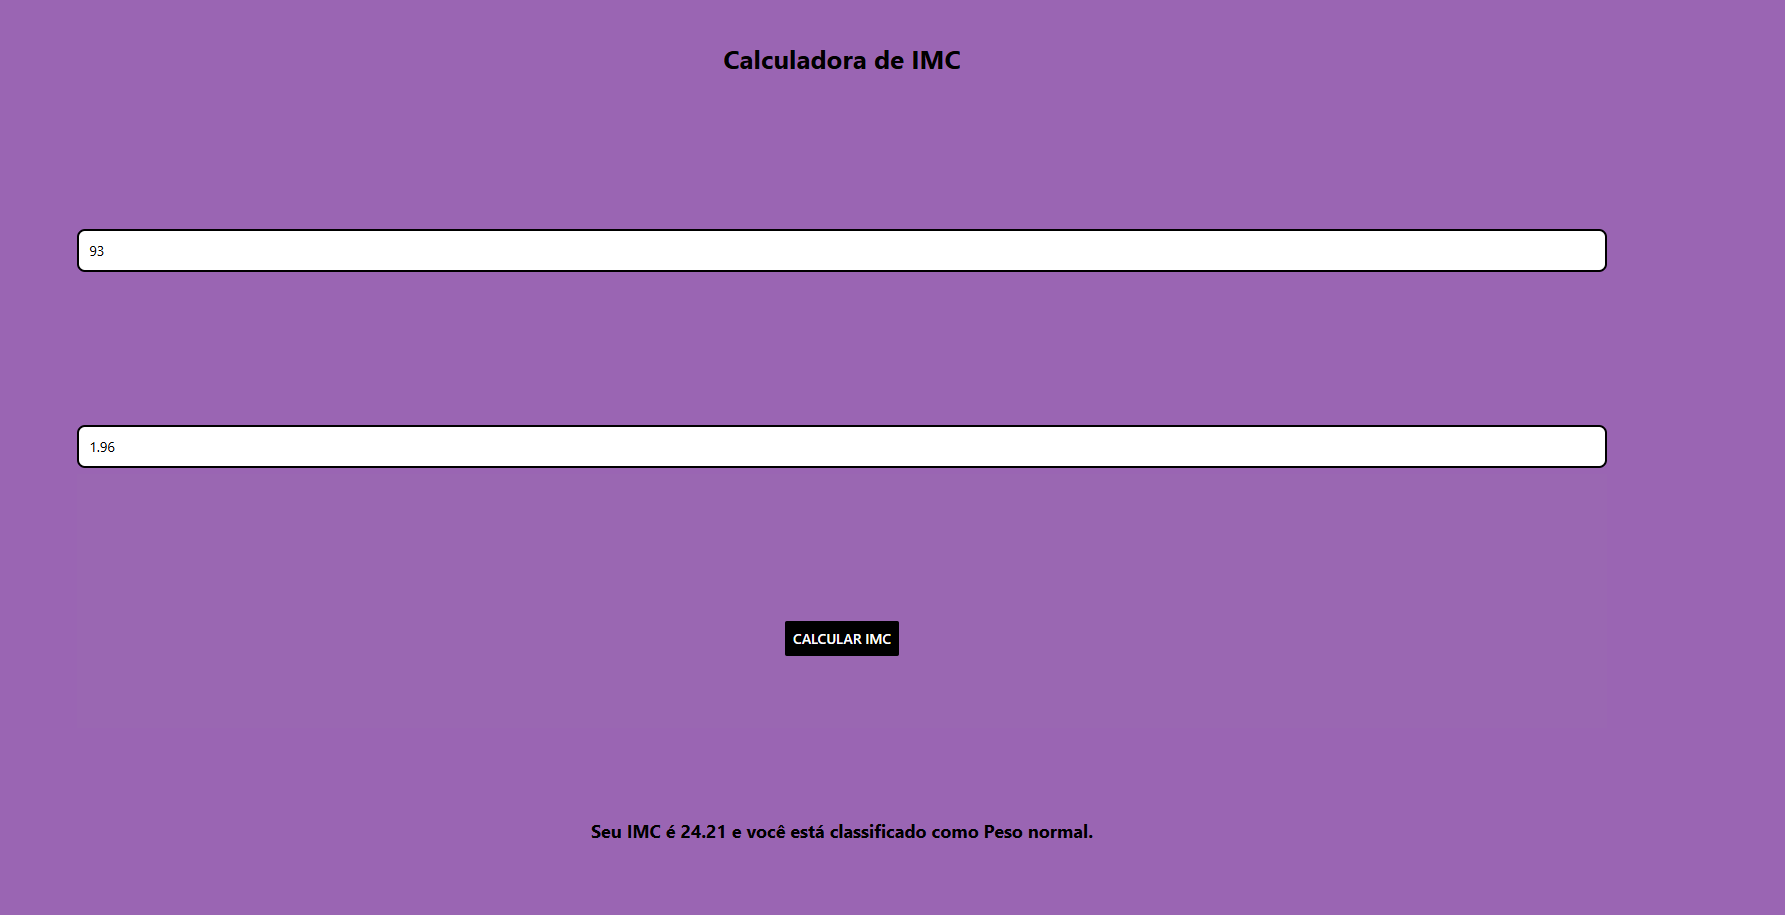 Calculadora de IMC
93
1.96
CALCULAR IMC
Seu IMC é 24.21 e você está classificado como Peso normal.